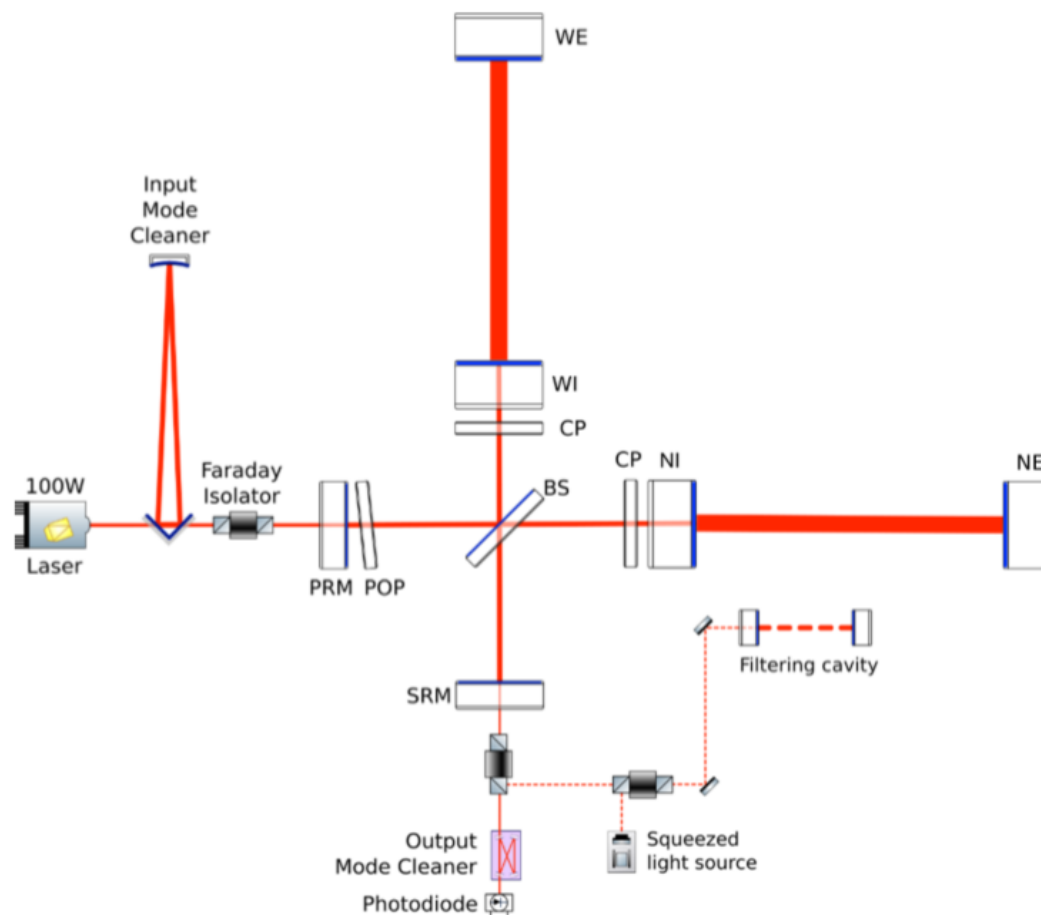 WE
Input
Mode
Cleaner
WI
CP
Faraday
Isolator
100W
Laser
CP
NI
NE
BS
PRM
POP
Filtering cavity
SRM
Output
Mode Cleaner
Squeezed
light source
Photodiode